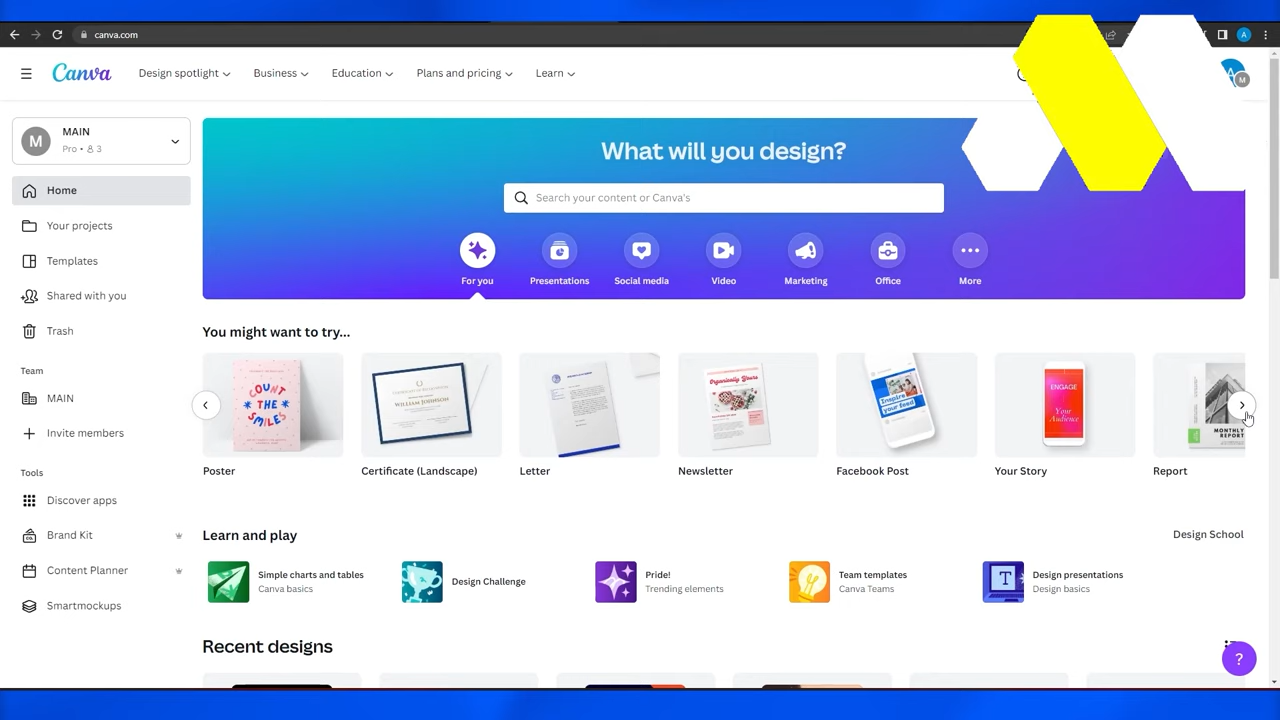 canva.com
A
Canva
Design spotlight
Business
Education
Plans and pricing
Learn
M
M
MAIN
Pro • 3
Home
Your projects
Templates
Shared with you
Trash
Team
MAIN
Invite members
Tools
Discover apps
Brand Kit
Content Planner
Smartmockups
What will you design?
Search your content or Canva's
For you
Presentations
Social media
Video
Marketing
Office
More
You might want to try...
COUNT
THE
SMILES
WILLIAM JOHNSON
Organically Yours
Inspire
your feed
ENGAGE
Your
Audience
MONTHLY
REPORT
Poster
Certificate (Landscape)
Letter
Newsletter
Facebook Post
Your Story
Report
Learn and play
Design School
Simple charts and tables
Canva basics
Design Challenge
Pride!
Trending elements
Team templates
Canva Teams
T
Design presentations
Design basics
Recent designs
?